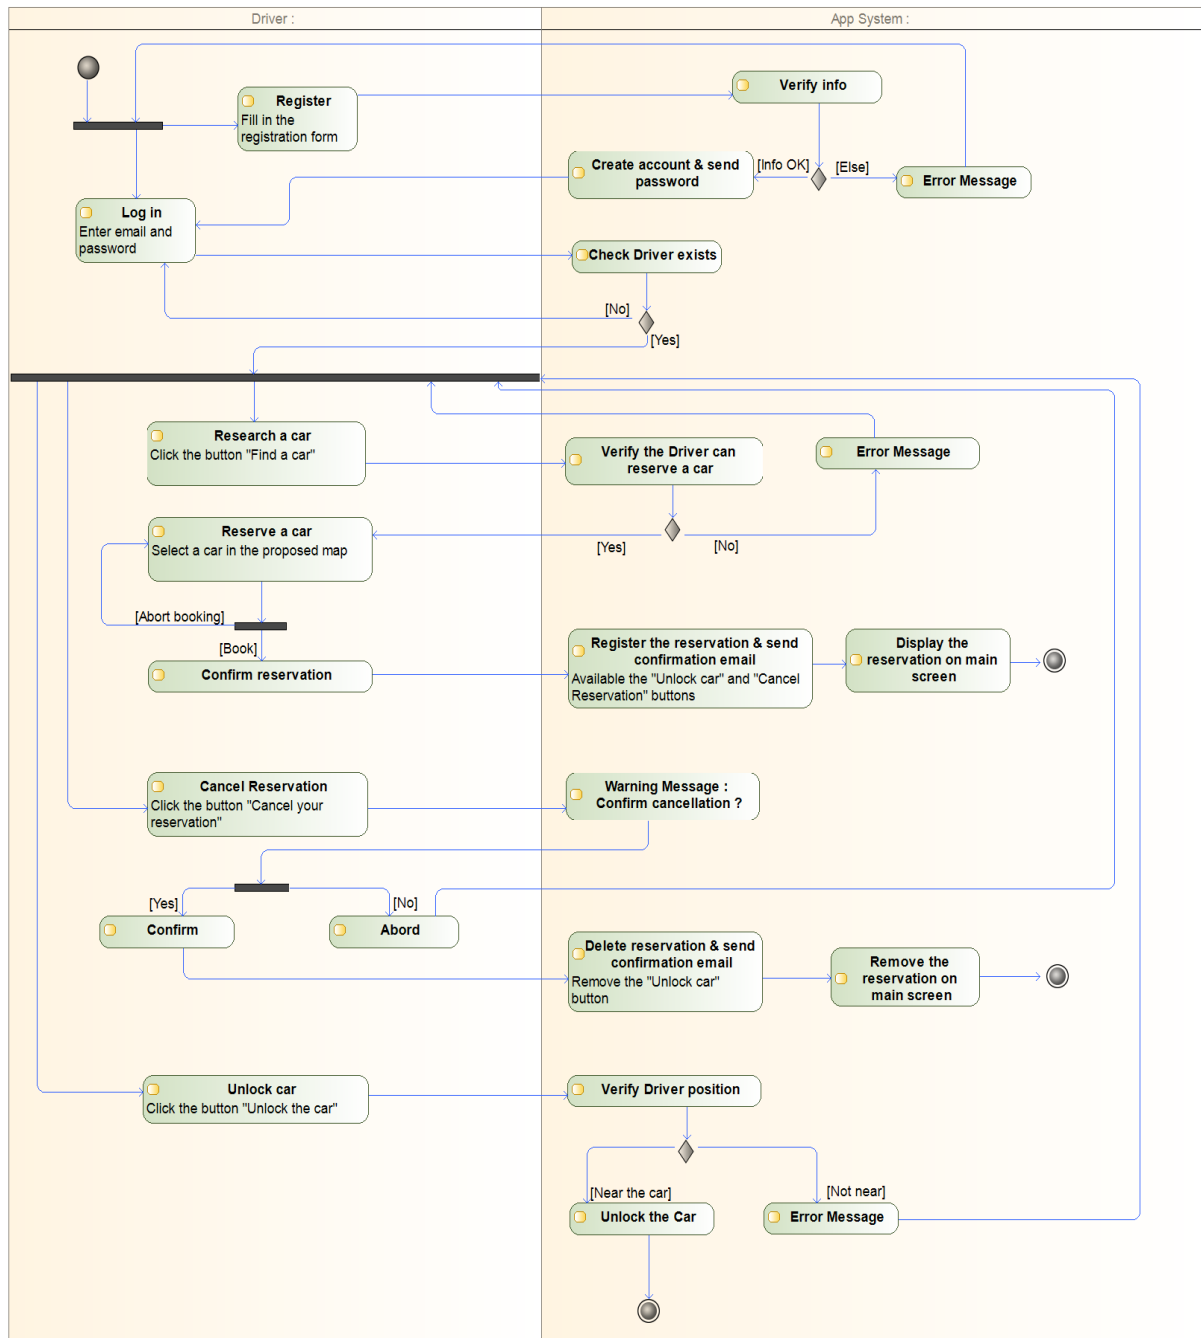 Driver :
App System :
Register
Fill in the
registration form
Verify info
[Info OK]
[Else]
Create account & send
password
Error Message
Log in
Enter email and
password
Check Driver exists
[No]
[Yes]
Research a car
Click the button "Find a car"
Verify the Driver can
reserve a car
Error Message
Reserve a car
Select a car in the proposed map
[Yes]
[No]
[Abort booking]
[Book]
Confirm reservation
Register the reservation & send
confirmation email
Available the "Unlock car" and "Cancel
Reservation" buttons
Display the
reservation on main
screen
Cancel Reservation
Click the button "Cancel your
reservation"
Warning Message :
Confirm cancellation ?
[Yes]
[No]
Confirm
Abord
Delete reservation & send
confirmation email
Remove the "Unlock car"
button
Remove the
reservation on
main screen
Unlock car
Click the button "Unlock the car"
Verify Driver position
[Near the car]
[Not near]
Unlock the Car
Error Message